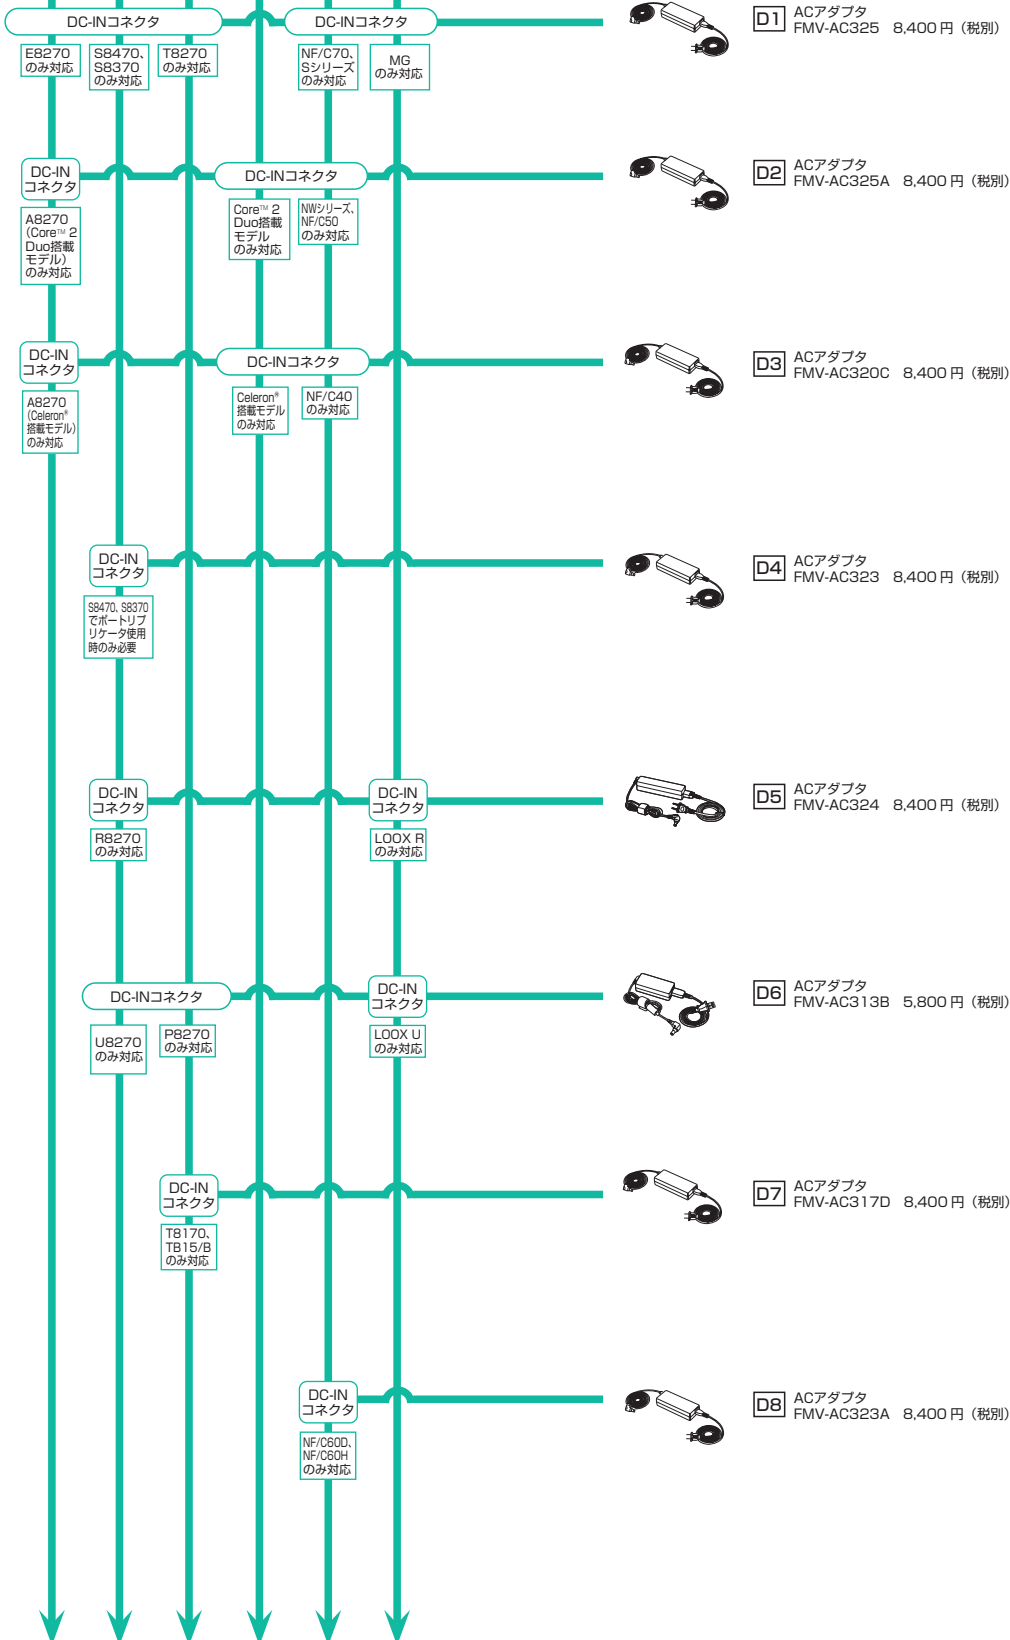 DC-INコネクタ
DC-INコネクタ
D1
ACアダプタ
FMV-AC325 8,400円(税別)
E8270
のみ対応
S8470、
S8370
のみ対応
T8270
のみ対応
NF/C70、
Sシリーズ
のみ対応
MG
のみ対応
DC-IN
コネクタ
DC-INコネクタ
D2
ACアダプタ
FMV-AC325A 8,400円(税別)
A8270
(Core™ 2
Duo搭載
モデル)
のみ対応
Core™ 2
Duo搭載
モデル
のみ対応
NWシリーズ、
NF/C50
のみ対応
DC-IN
コネクタ
DC-INコネクタ
D3
ACアダプタ
FMV-AC320C 8,400円(税別)
A8270
(Celeron®
搭載モデル)
のみ対応
Celeron®
搭載モデル
のみ対応
NF/C40
のみ対応
DC-IN
コネクタ
D4
ACアダプタ
FMV-AC323 8,400円(税別)
S8470、S8370
でポートリプ
リケータ使用
時のみ必要
DC-IN
コネクタ
DC-IN
コネクタ
D5
ACアダプタ
FMV-AC324 8,400円(税別)
R8270
のみ対応
LOOX R
のみ対応
DC-INコネクタ
DC-IN
コネクタ
D6
ACアダプタ
FMV-AC313B 5,800円(税別)
U8270
のみ対応
P8270
のみ対応
LOOX U
のみ対応
DC-IN
コネクタ
D7
ACアダプタ
FMV-AC317D 8,400円(税別)
T8170、
TB15/B
のみ対応
DC-IN
コネクタ
D8
ACアダプタ
FMV-AC323A 8,400円(税別)
NF/C60D、
NF/C60H
のみ対応